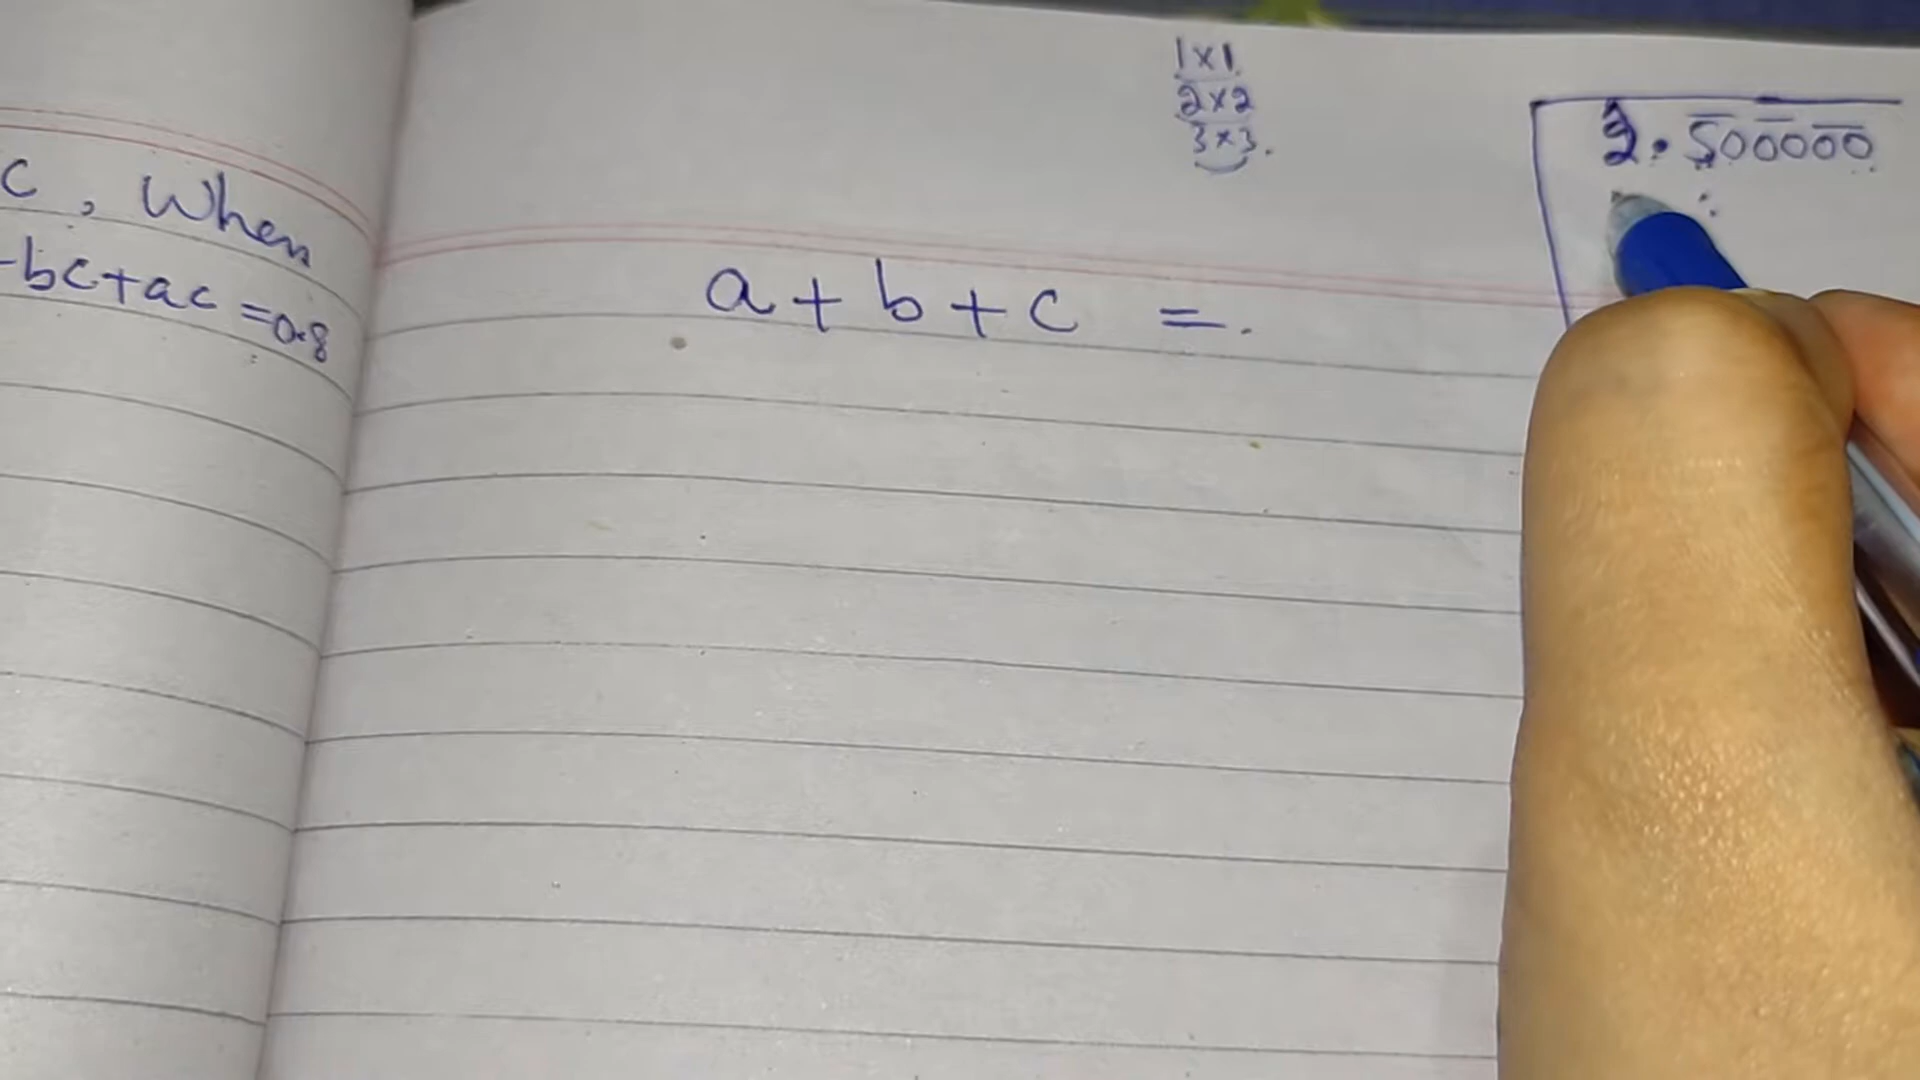 c, When
-bc+ac=0.8
1x1
2x2
3x3.
a+b+c =.
2.500000